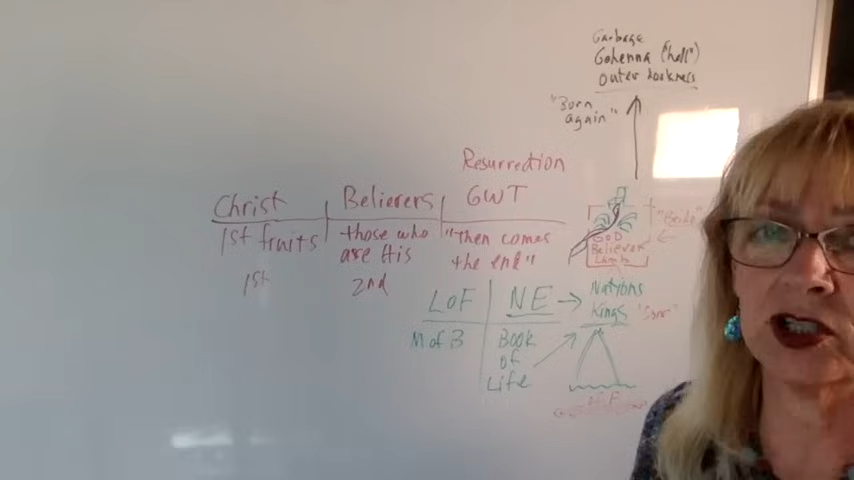 Garbage
Gehenna ("hell")
outer darkness
"Born
again"
Resurrection
Christ
Believers
GWT
1st fruits
those who
are His
"then comes
the end"
1st
2nd
"Bride"
GOD
Believers
Lamb
LoF
NE
Nations
Kings
M of 3
Book
of
Life
LoF